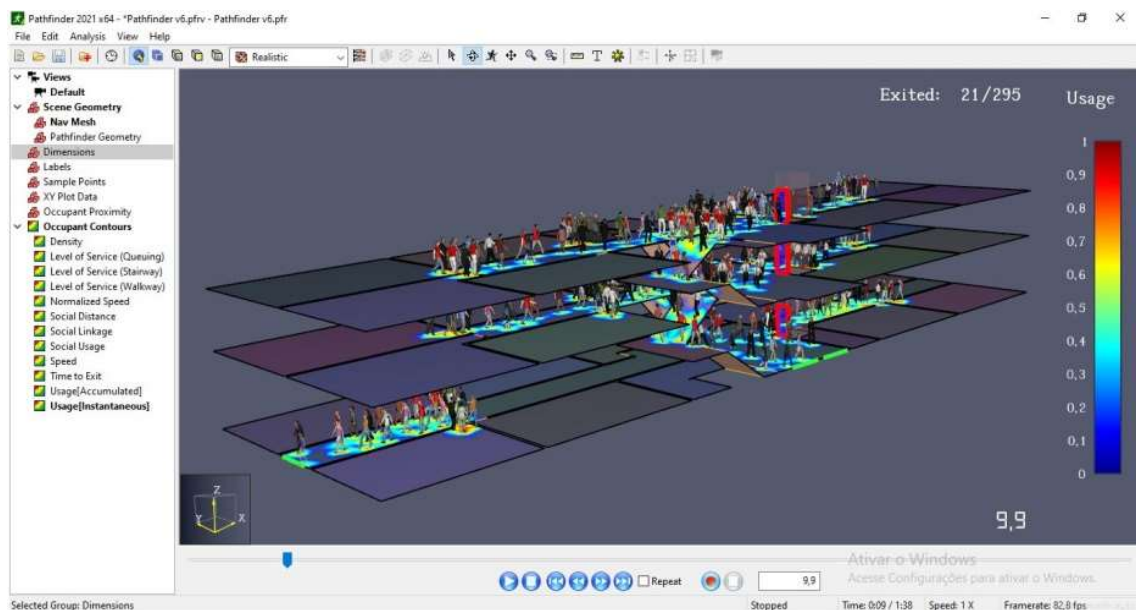 Pathfinder 2021 x64 - *Pathfinder v6.pfrv - Pathfinder v6.pfr
File Edit Analysis View Help
Realistic
Views
Default
Scene Geometry
Nav Mesh
Pathfinder Geometry
Dimensions
Labels
Sample Points
XY Plot Data
Occupant Proximity
Occupant Contours
Density
Level of Service (Queuing)
Level of Service (Stairway)
Level of Service (Walkway)
Normalized Speed
Social Distance
Social Linkage
Social Usage
Speed
Time to Exit
Usage[Accumulated]
Usage[Instantaneous]
Exited: 21/295
Usage
1
0,9
0,8
0,7
0,6
0,5
0,4
0,3
0,2
0,1
0
Z
Y X
9,9
Ativar o Windows
Acesse Configurações para ativar o Windows.
Repeat
9,9
Selected Group: Dimensions
Stopped
Time: 0:09 / 1:38
Speed: 1 X
Framerate: 82,8 fps